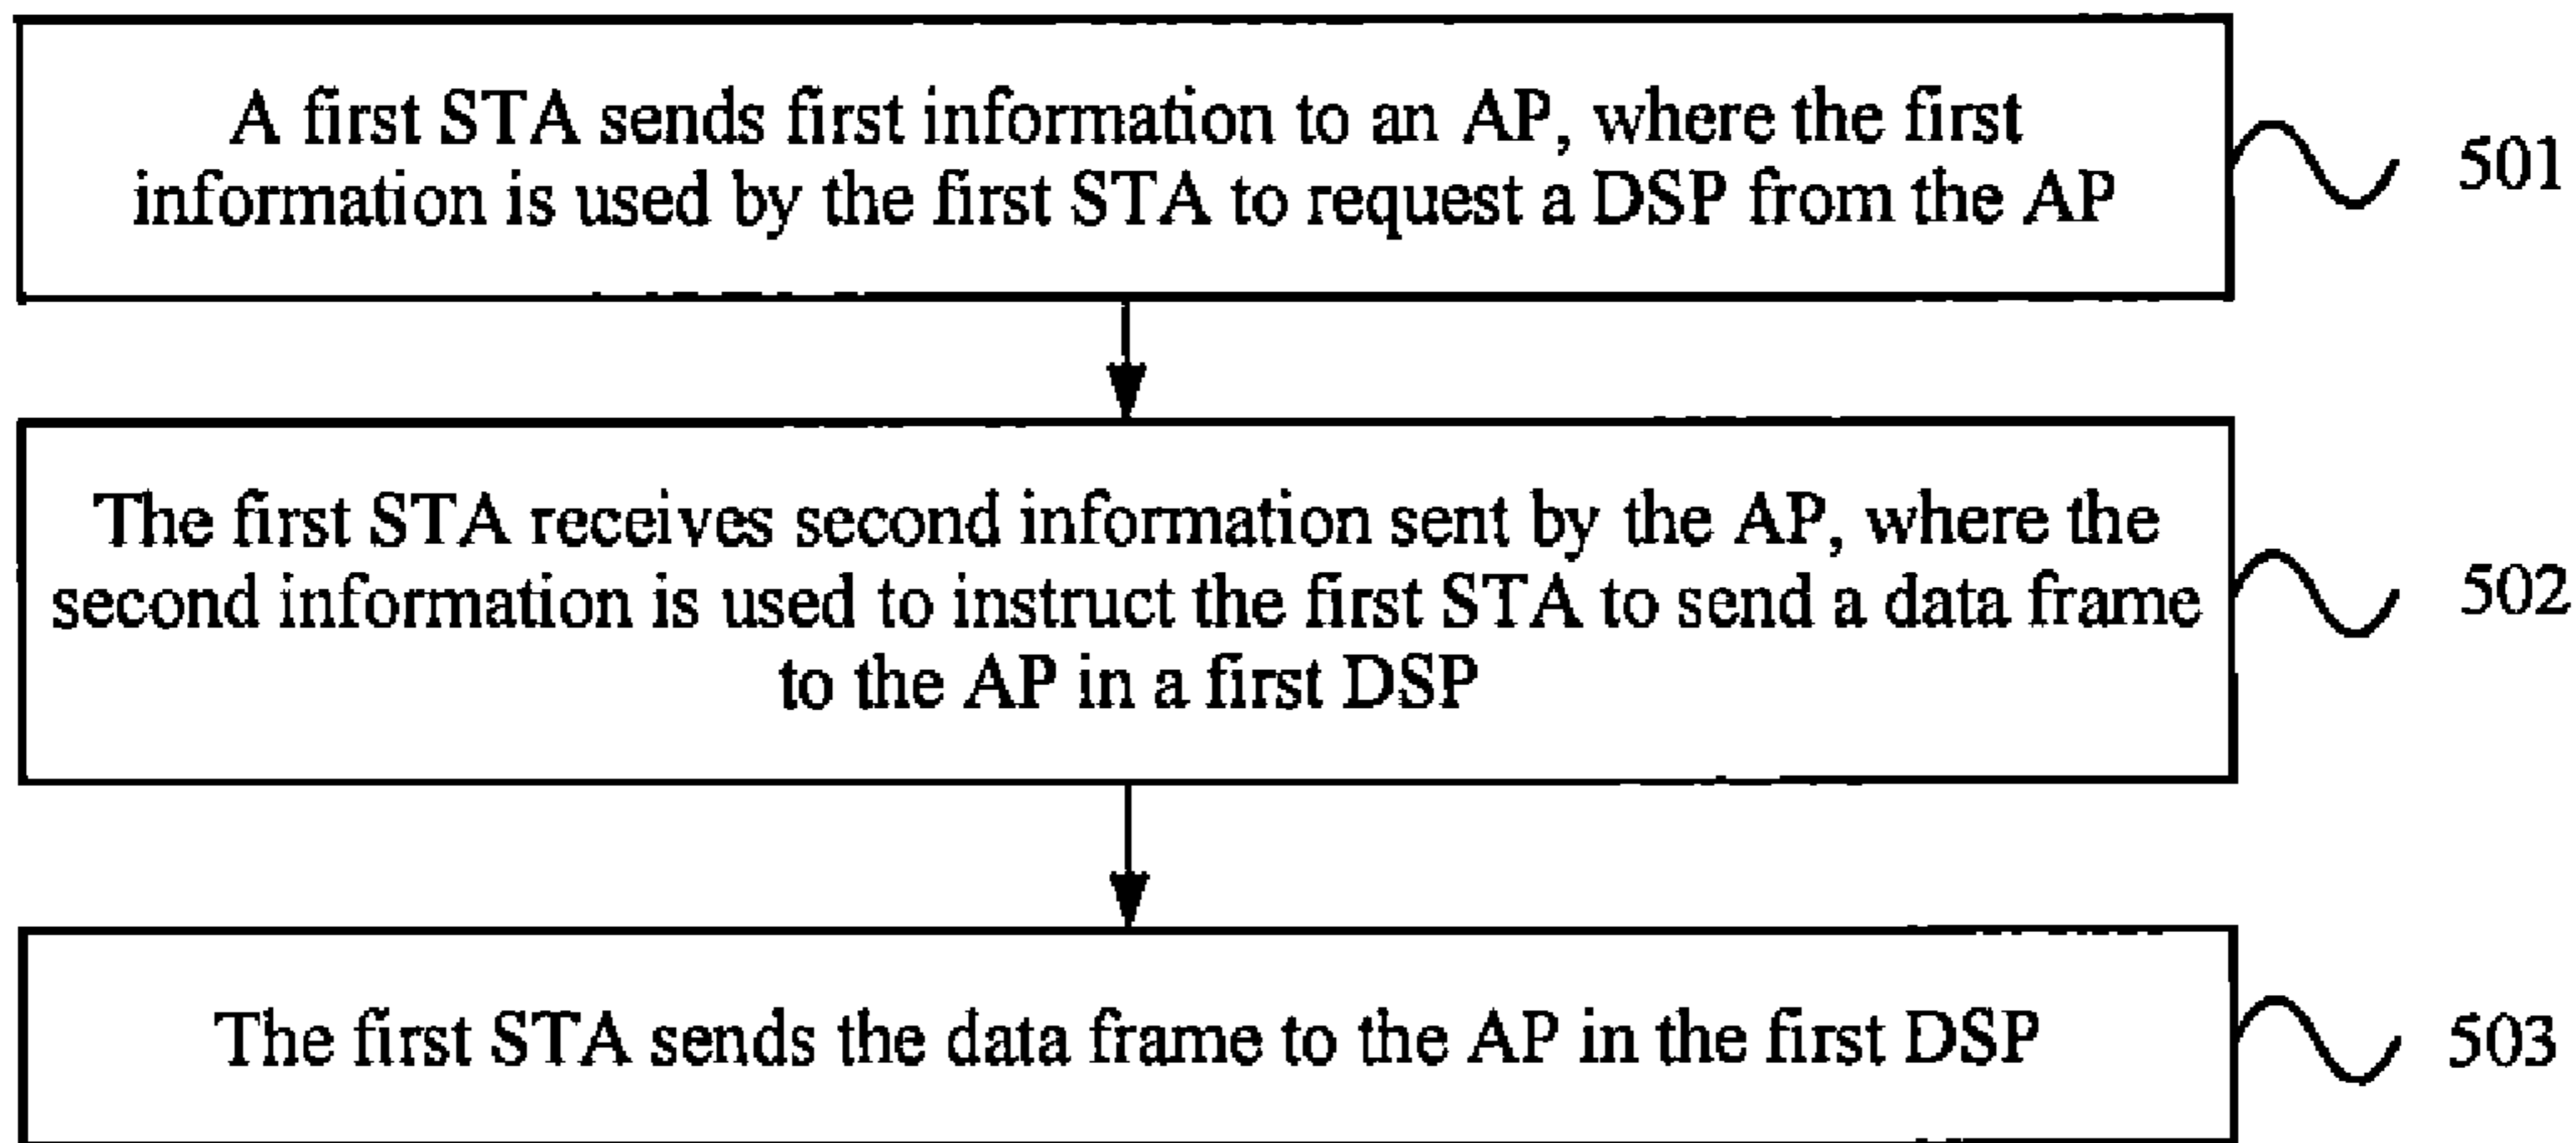 A first STA sends first information to an AP, where the first
information is used by the first STA to request a DSP from the AP
501
The first STA receives second information sent by the AP, where the
second information is used to instruct the first STA to send a data frame
to the AP in a first DSP
502
The first STA sends the data frame to the AP in the first DSP
503